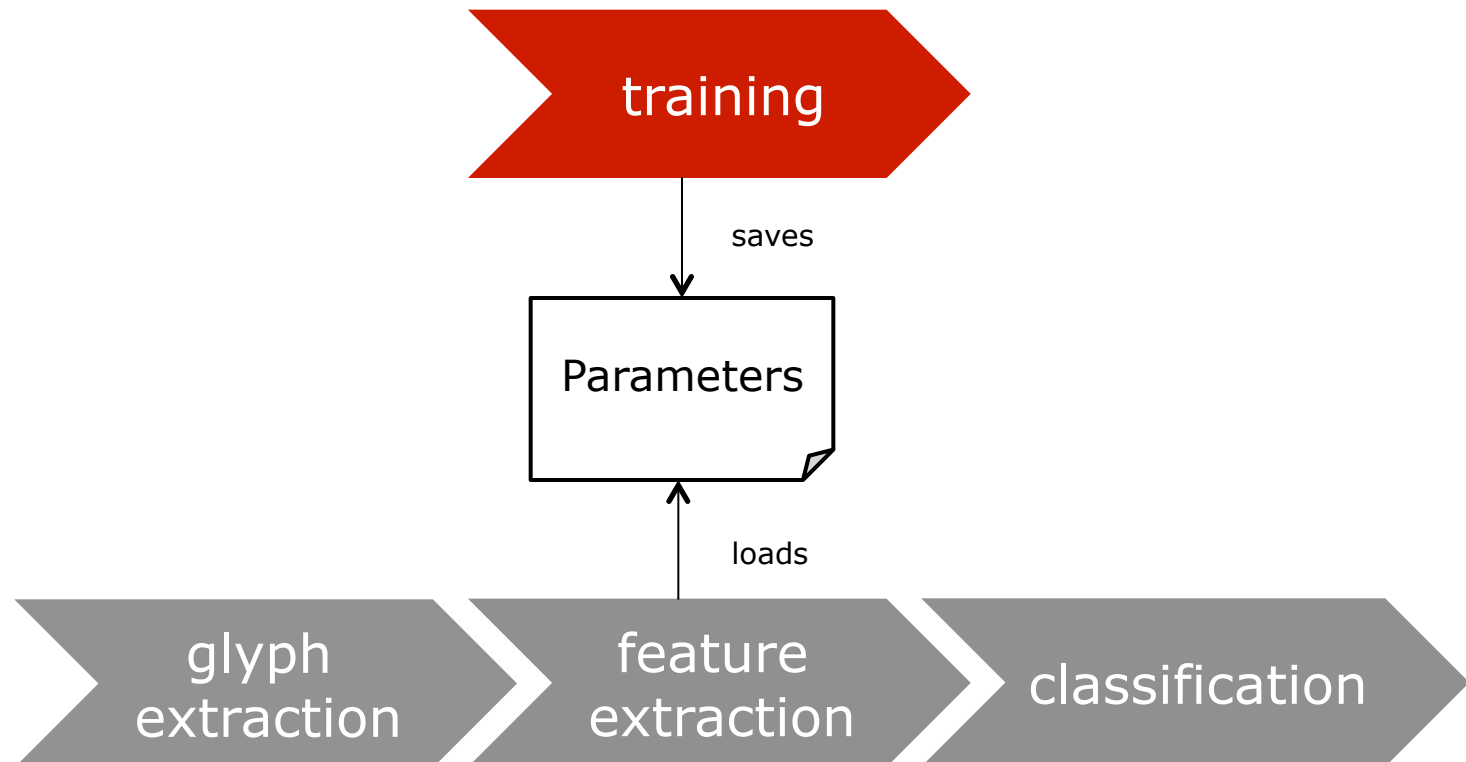 training
saves
Parameters
loads
glyph
extraction
feature
extraction
classification